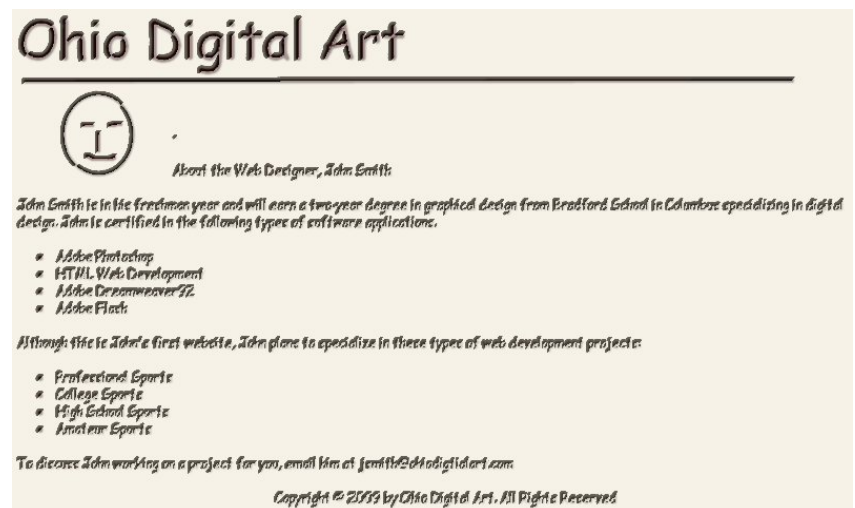 Ohio Digital Art
About the Web Designer, John Smith
John Smith is in his freshman year and will earn a two-year degree in graphical design from Bradford School in Columbus specializing in digital
design. John is certified in the following types of software applications.
Adobe Photoshop
HTML Web Development
Adobe Dreamweaver
Adobe Flash
Although this is John's first website, John plans to specialize in these types of web development projects:
Professional Sports
College Sports
High School Sports
Amateur Sports
To discuss John working on a project for you, email him at
Copyright © 2009 by Ohio Digital Art. All Rights Reserved